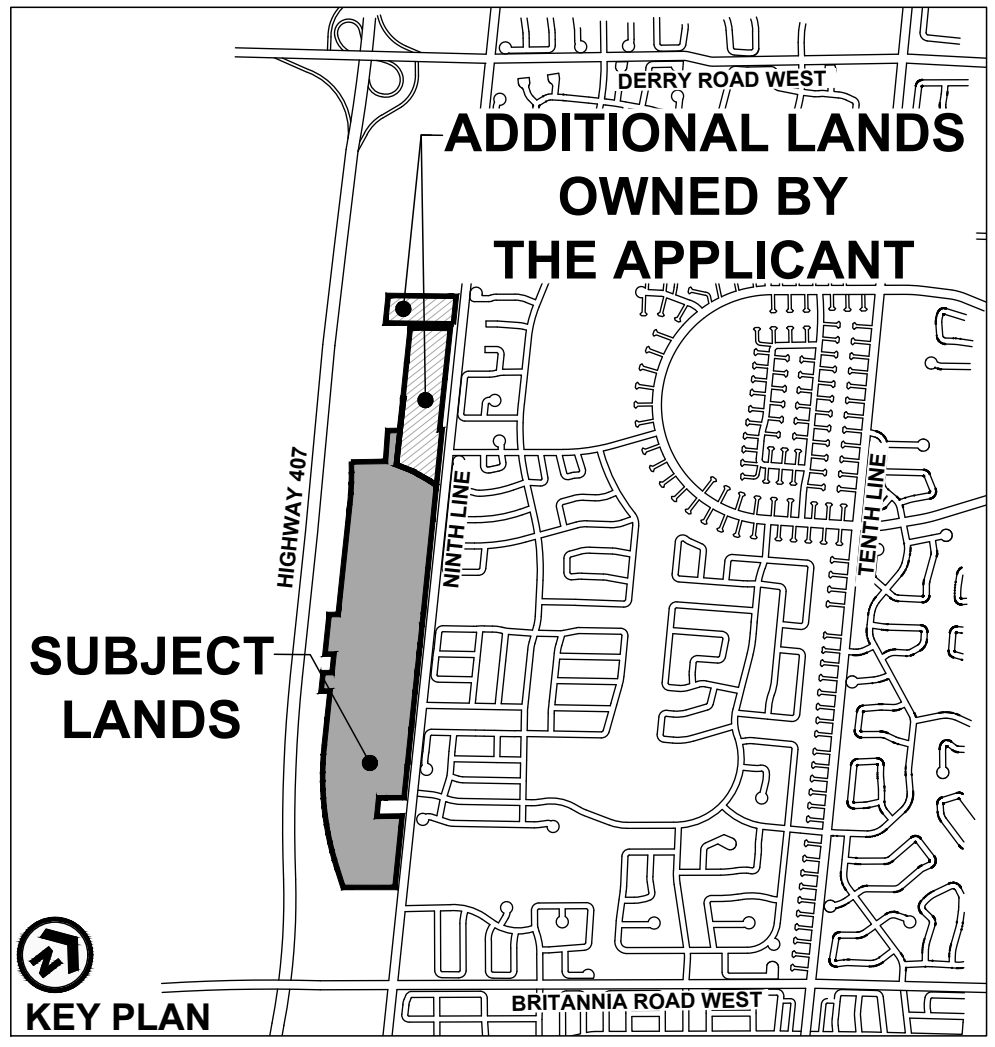 DERRY ROAD WEST
ADDITIONAL LANDS
OWNED BY
THE APPLICANT
HIGHWAY 407
NINTH LINE
TENTH LINE
SUBJECT
LANDS
N
KEY PLAN
BRITANNIA ROAD WEST